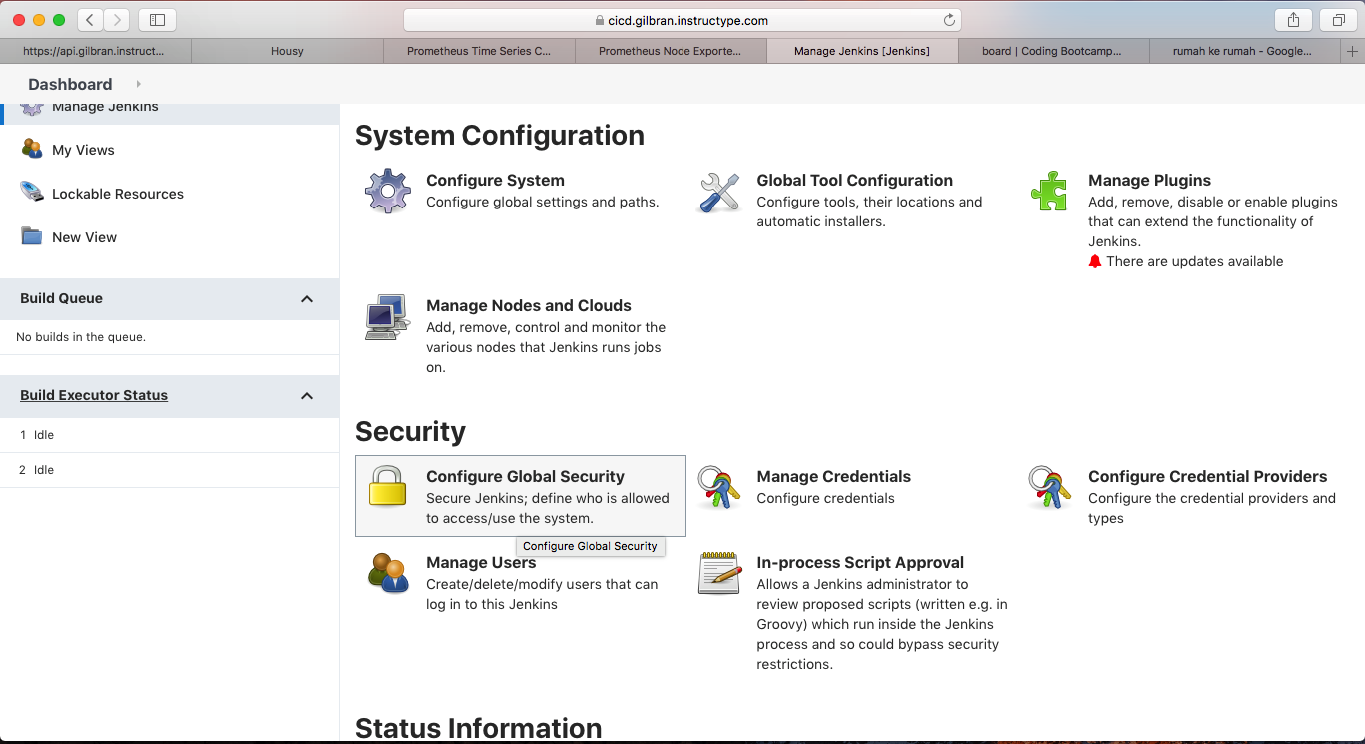 cicd.gilbran.instructype.com
https://api.gilbran.instruct...
Housy
Prometheus Time Series C...
Prometheus Noce Exporte...
Manage Jenkins [Jenkins]
board | Coding Bootcamp...
rumah ke rumah - Google...
Dashboard
Manage Jenkins
My Views
Lockable Resources
New View
Build Queue
No builds in the queue.
Build Executor Status
1 Idle
2 Idle
System Configuration
Configure System
Configure global settings and paths.
Global Tool Configuration
Configure tools, their locations and
automatic installers.
Manage Plugins
Add, remove, disable or enable plugins
that can extend the functionality of
Jenkins.
There are updates available
Manage Nodes and Clouds
Add, remove, control and monitor the
various nodes that Jenkins runs jobs
on.
Security
Configure Global Security
Secure Jenkins; define who is allowed
to access/use the system.
Configure Global Security
Manage Credentials
Configure credentials
Configure Credential Providers
Configure the credential providers and
types
Manage Users
Create/delete/modify users that can
log in to this Jenkins
In-process Script Approval
Allows a Jenkins administrator to
review proposed scripts (written e.g. in
Groovy) which run inside the Jenkins
process and so could bypass security
restrictions.
Status Information